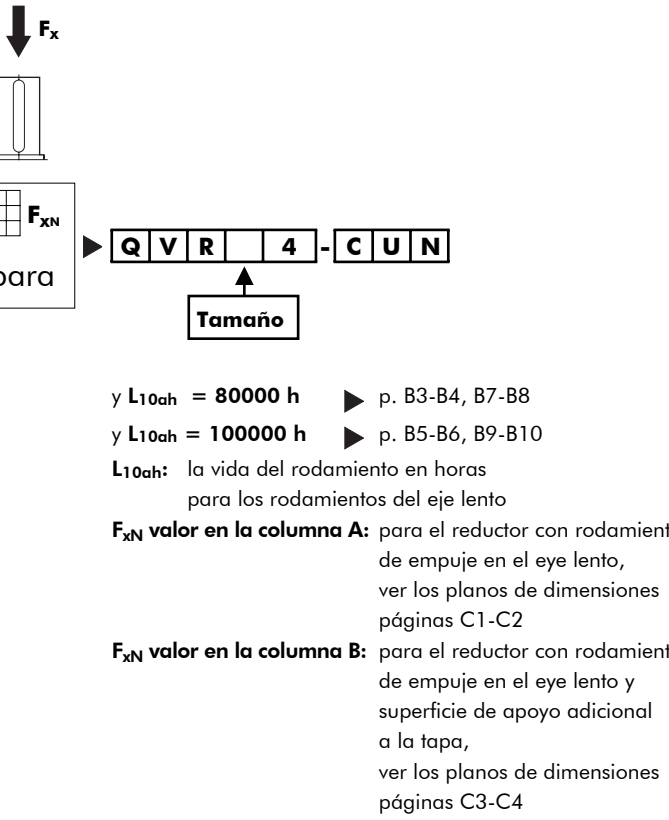 Fx
FxN
para
Q V R 4 - C U N
Tamaño
y L10ah = 80000 h p. B3-B4, B7-B8
y L10ah = 100000 h p. B5-B6, B9-B10
L10ah: la vida del rodamiento en horas
para los rodamientos del eje lento
FxN valor en la columna A: para el reductor con rodamient
de empuje en el eye lento,
ver los planos de dimensiones
páginas C1-C2
FxN valor en la columna B: para el reductor con rodamient
de empuje en el eye lento y
superficie de apoyo adicional
a la tapa,
ver los planos de dimensiones
páginas C3-C4